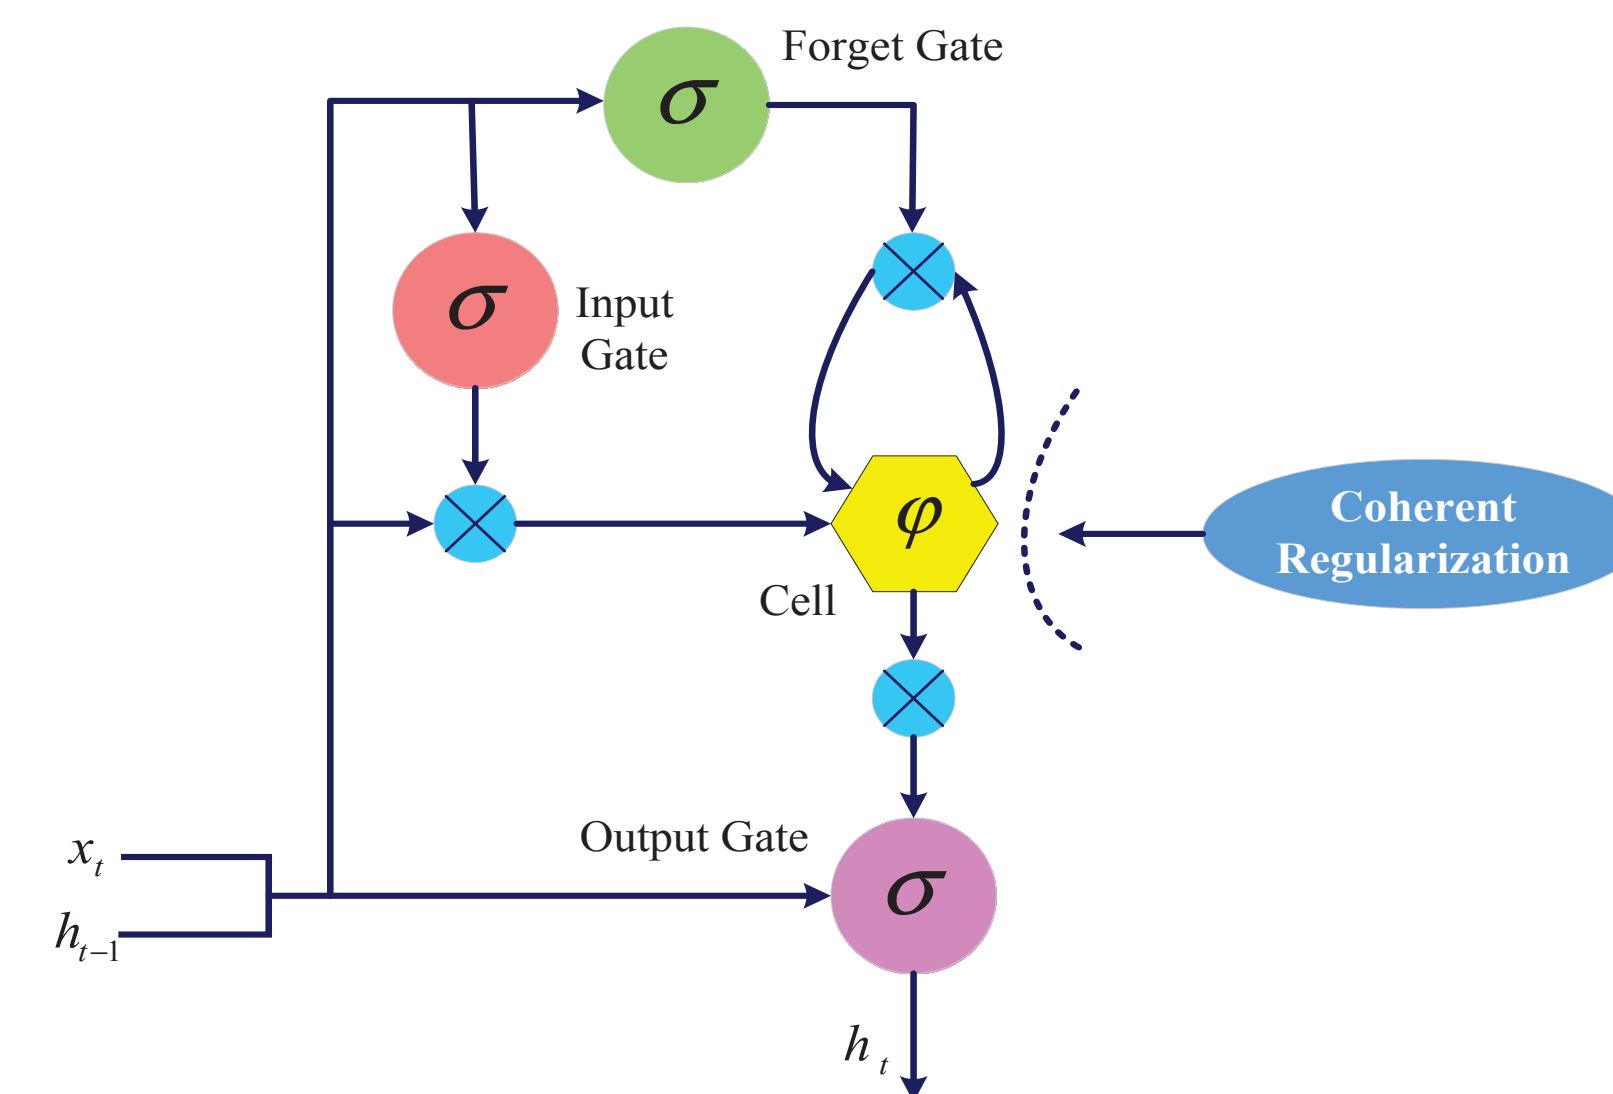 Forget Gate
σ
σ
Input
Gate
φ
Cell
Coherent
Regularization
Output Gate
x_t
h_{t-1}
σ
h_t